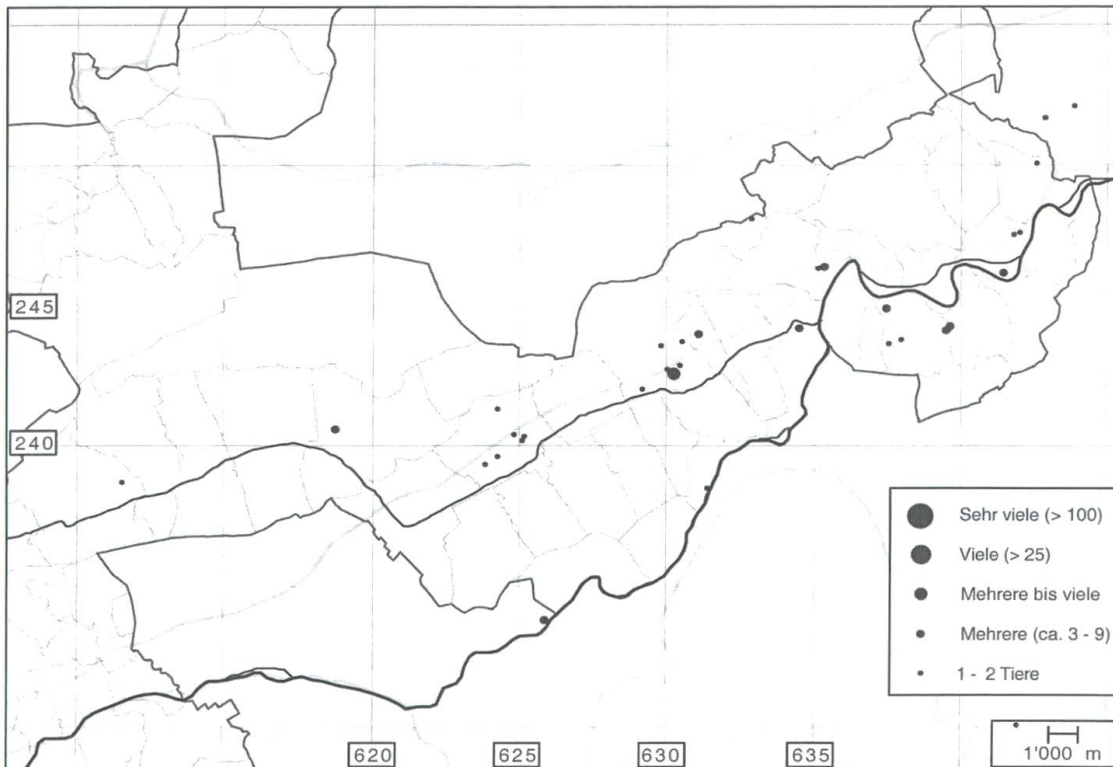 245
240
Sehr viele (> 100)
Viele (> 25)
Mehrere bis viele
Mehrere (ca. 3 - 9)
1 - 2 Tiere
620
625
630
635
1'000 m